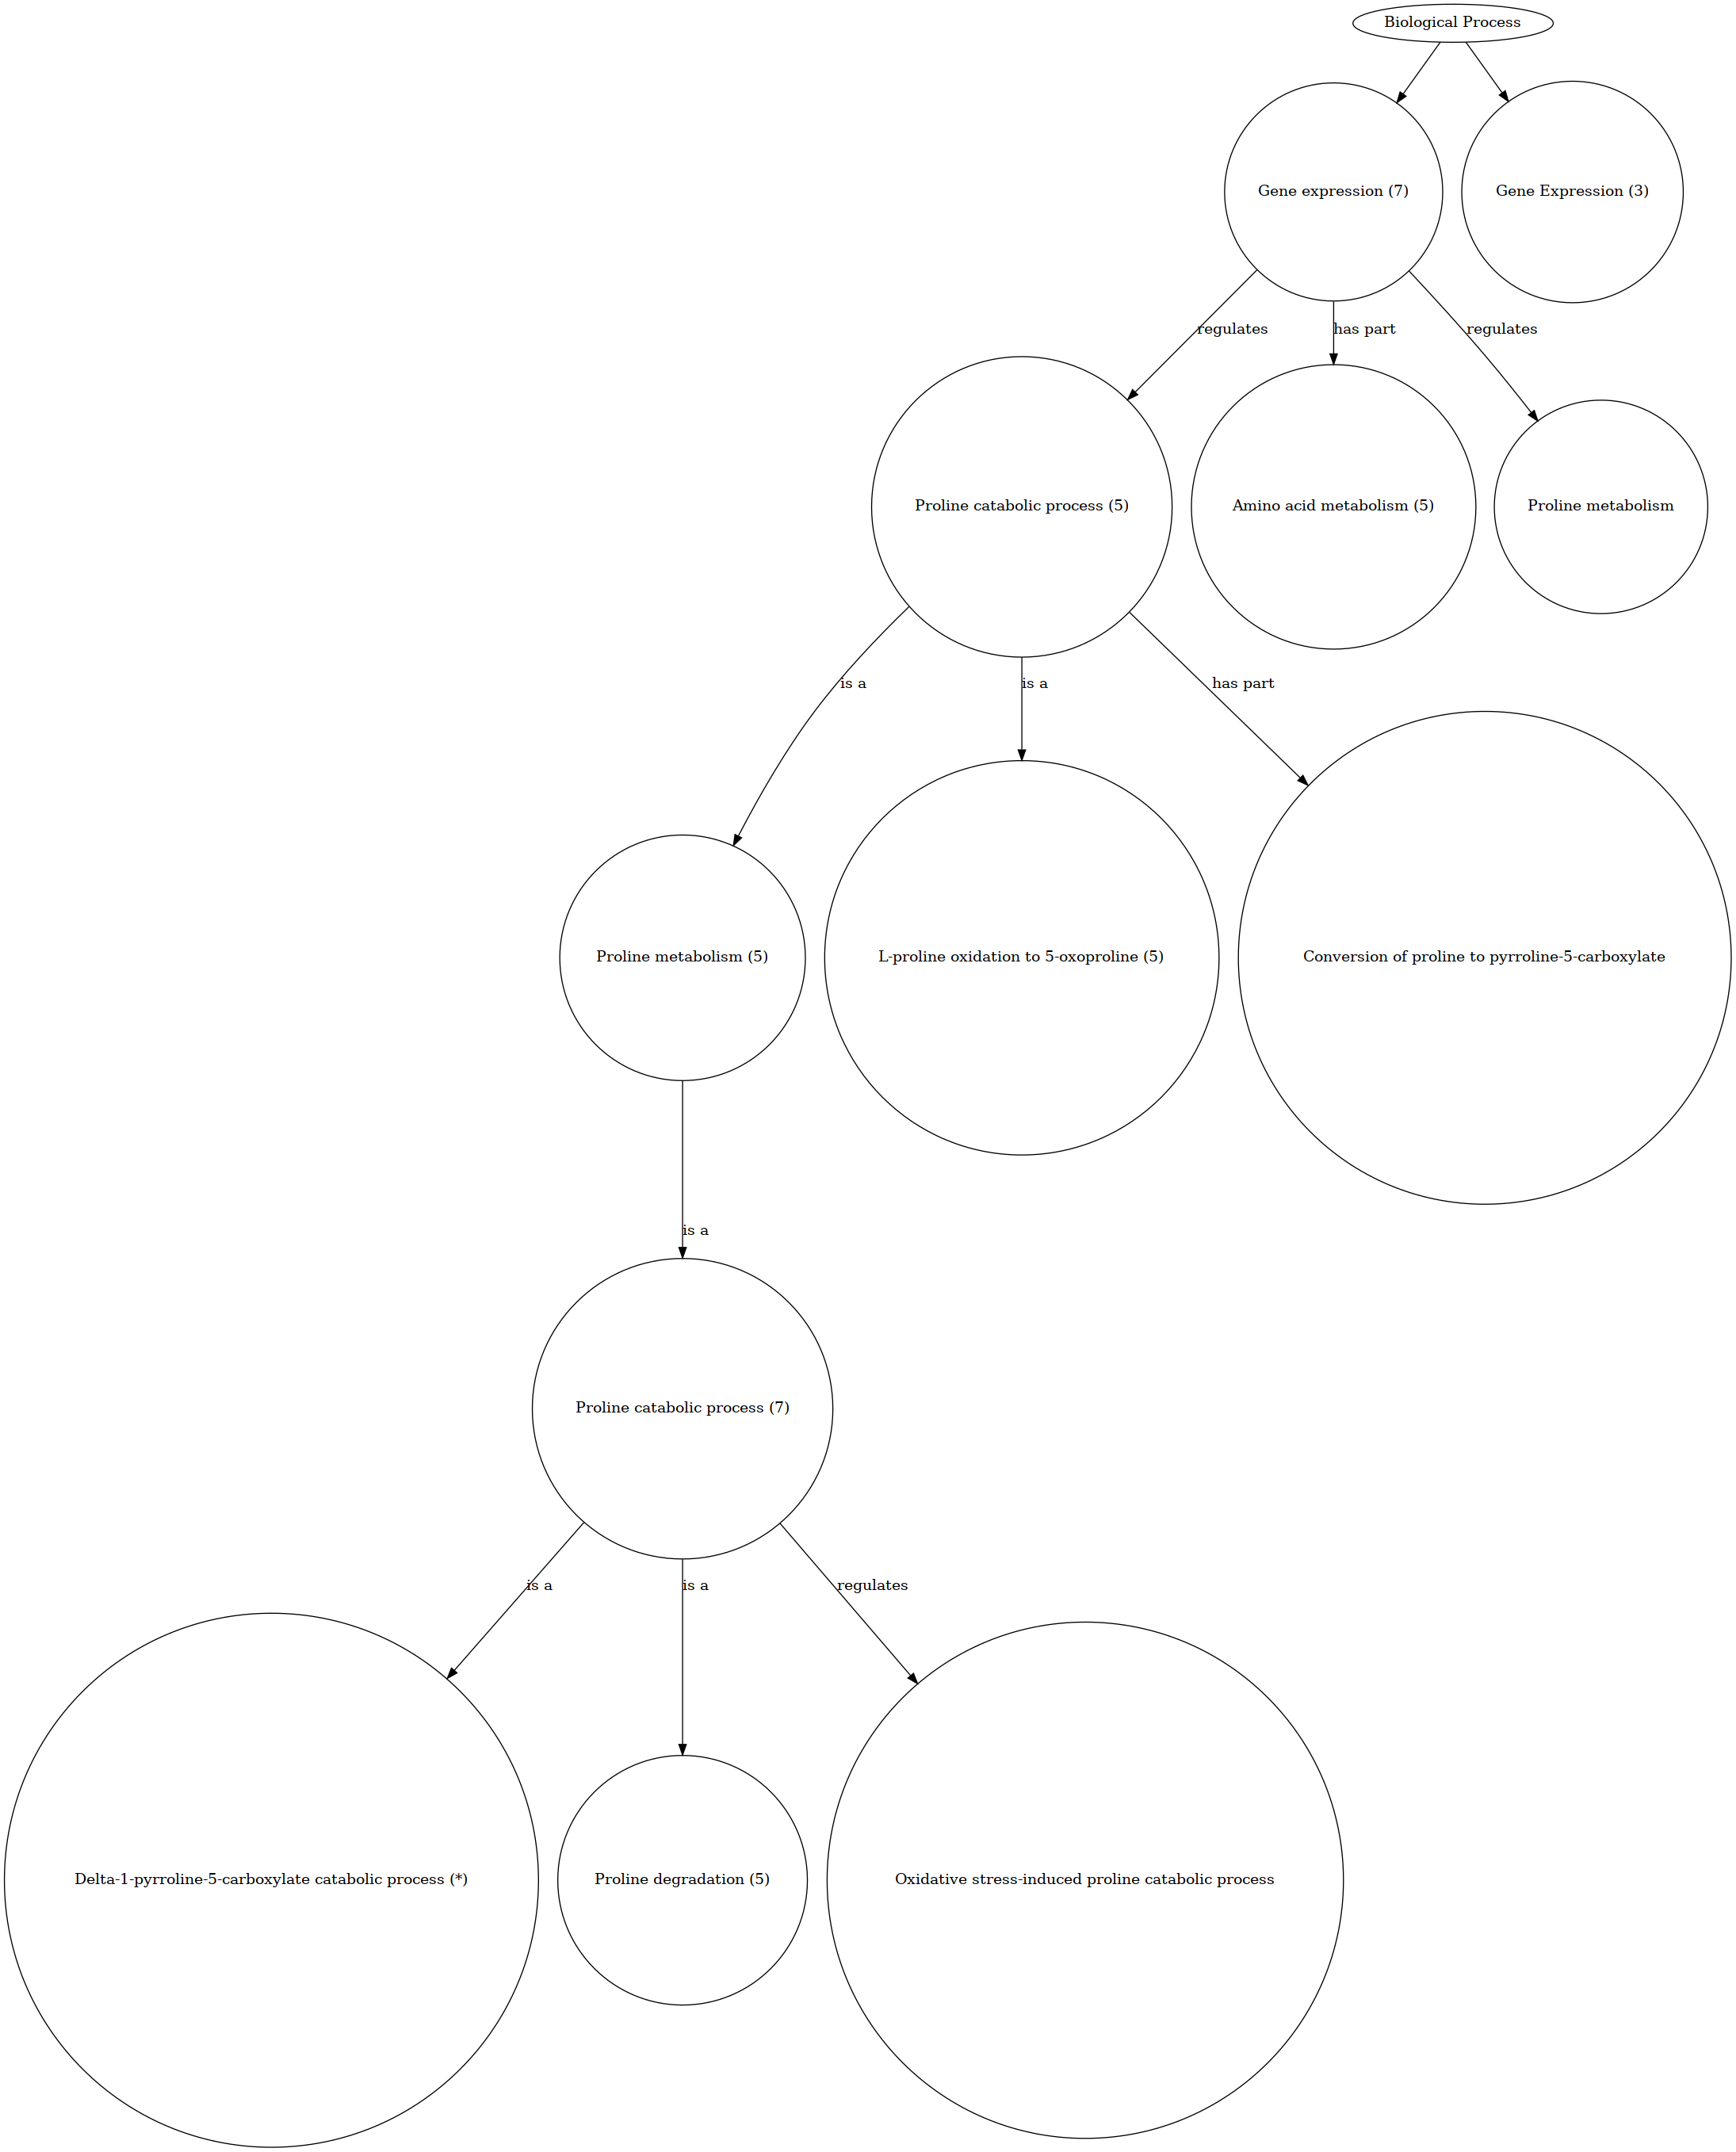 Biological Process
Gene expression (7)
Gene Expression (3)
regulates
has part
regulates
Proline catabolic process (5)
Amino acid metabolism (5)
Proline metabolism
is a
is a
has part
Proline metabolism (5)
L-proline oxidation to 5-oxoproline (5)
Conversion of proline to pyrroline-5-carboxylate
is a
Proline catabolic process (7)
is a
is a
regulates
Delta-1-pyrroline-5-carboxylate catabolic process (*)
Proline degradation (5)
Oxidative stress-induced proline catabolic process